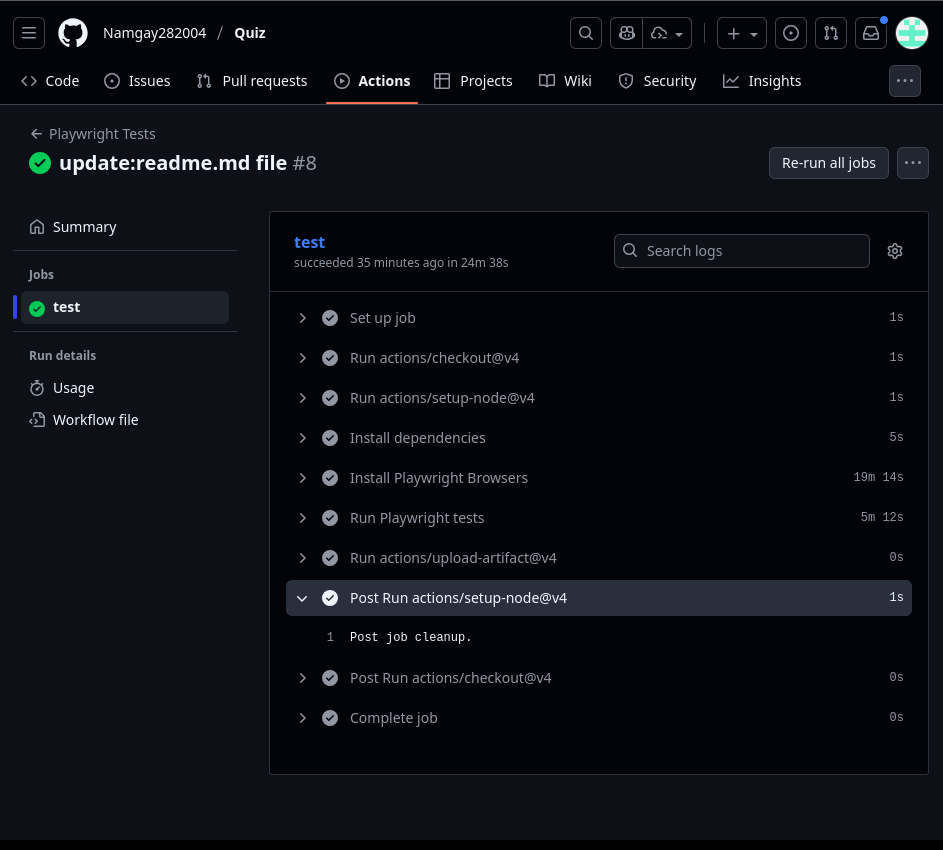 Namgay282004 / Quiz
Code Issues Pull requests Actions Projects Wiki Security Insights
Playwright Tests
update:readme.md file #8
Re-run all jobs
Summary
Jobs
test
Run details
Usage
Workflow file
test
succeeded 35 minutes ago in 24m 38s
Search logs
Set up job 1s
Run actions/checkout@v4 1s
Run actions/setup-node@v4 1s
Install dependencies 5s
Install Playwright Browsers 19m 14s
Run Playwright tests 5m 12s
Run actions/upload-artifact@v4 0s
Post Run actions/setup-node@v4 1s
1 Post job cleanup.
Post Run actions/checkout@v4 0s
Complete job 0s